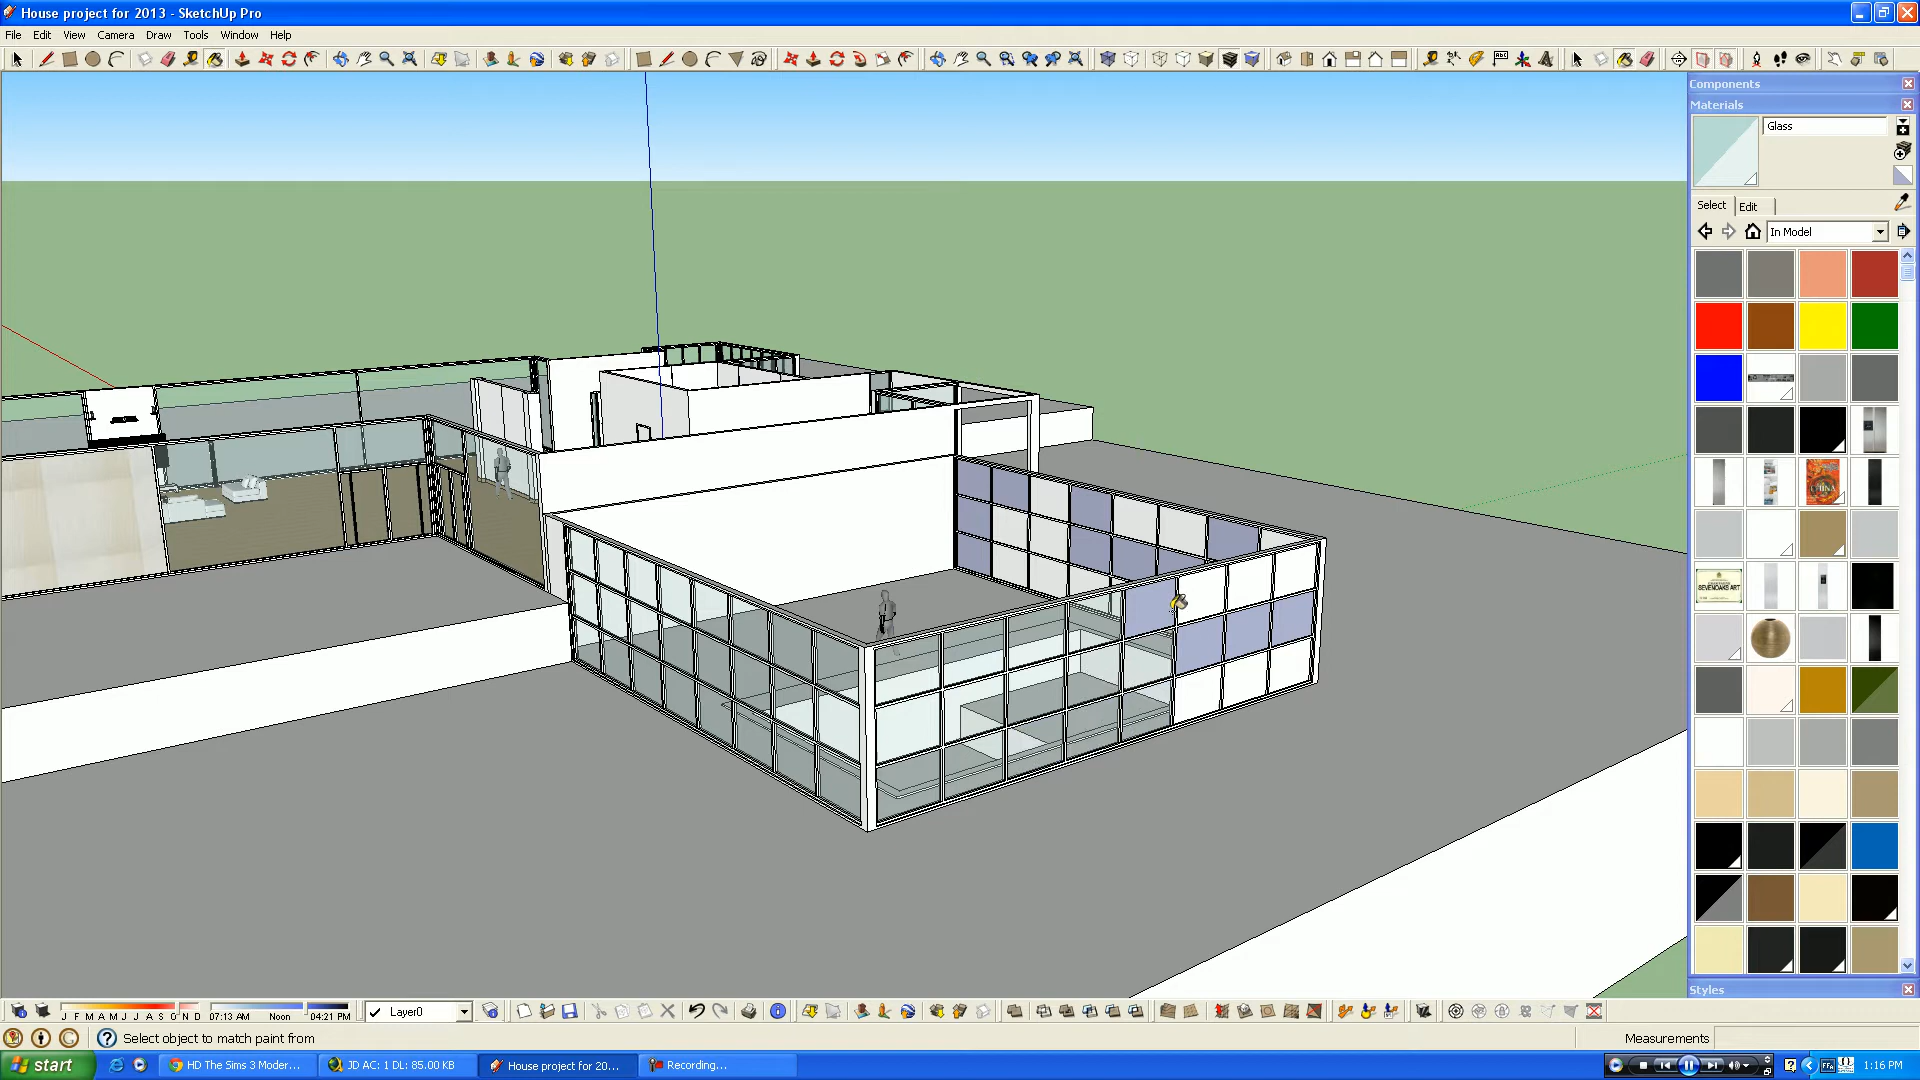 House project for 2013 - SketchUp Pro
File Edit View Camera Draw Tools Window Help
Components
Materials
Glass
Select Edit
In Model
CHINA
SEVENOAKS ART
Styles
J F M A M J J A S O N D 07:13 AM Noon 04:21 PM Layer0
Select object to match paint from Measurements
start HD The Sims 3 Moder... JD AC: 1 DL: 85.00 KB House project for 20... Recording... 1:16 PM